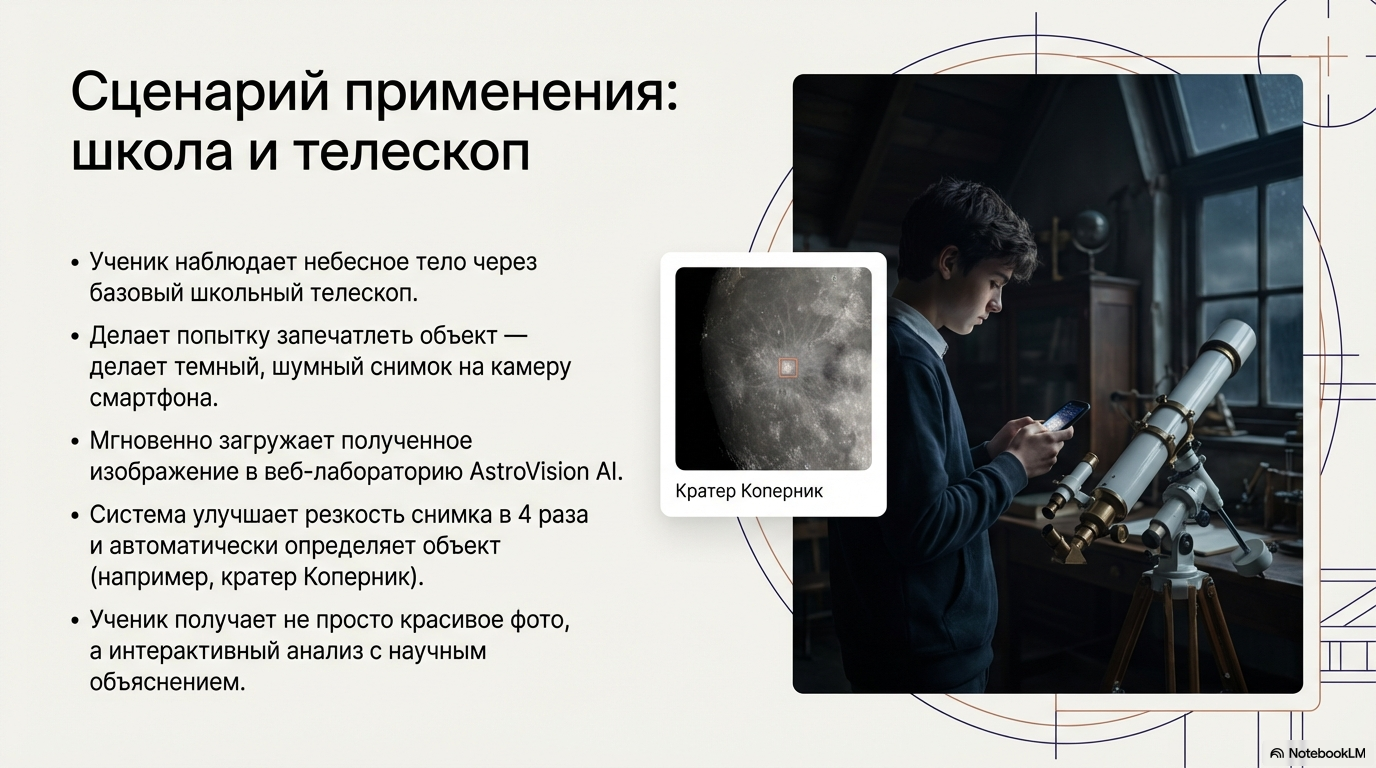 Сценарий применения:
школа и телескоп
• Ученик наблюдает небесное тело через
базовый школьный телескоп.
• Делает попытку запечатлеть объект —
делает темный, шумный снимок на камеру
смартфона.
• Мгновенно загружает полученное
изображение в веб-лабораторию AstroVision AI.
• Система улучшает резкость снимка в 4 раза
и автоматически определяет объект
(например, кратер Коперник).
• Ученик получает не просто красивое фото,
а интерактивный анализ с научным
объяснением.
Кратер Коперник
NotebookLM